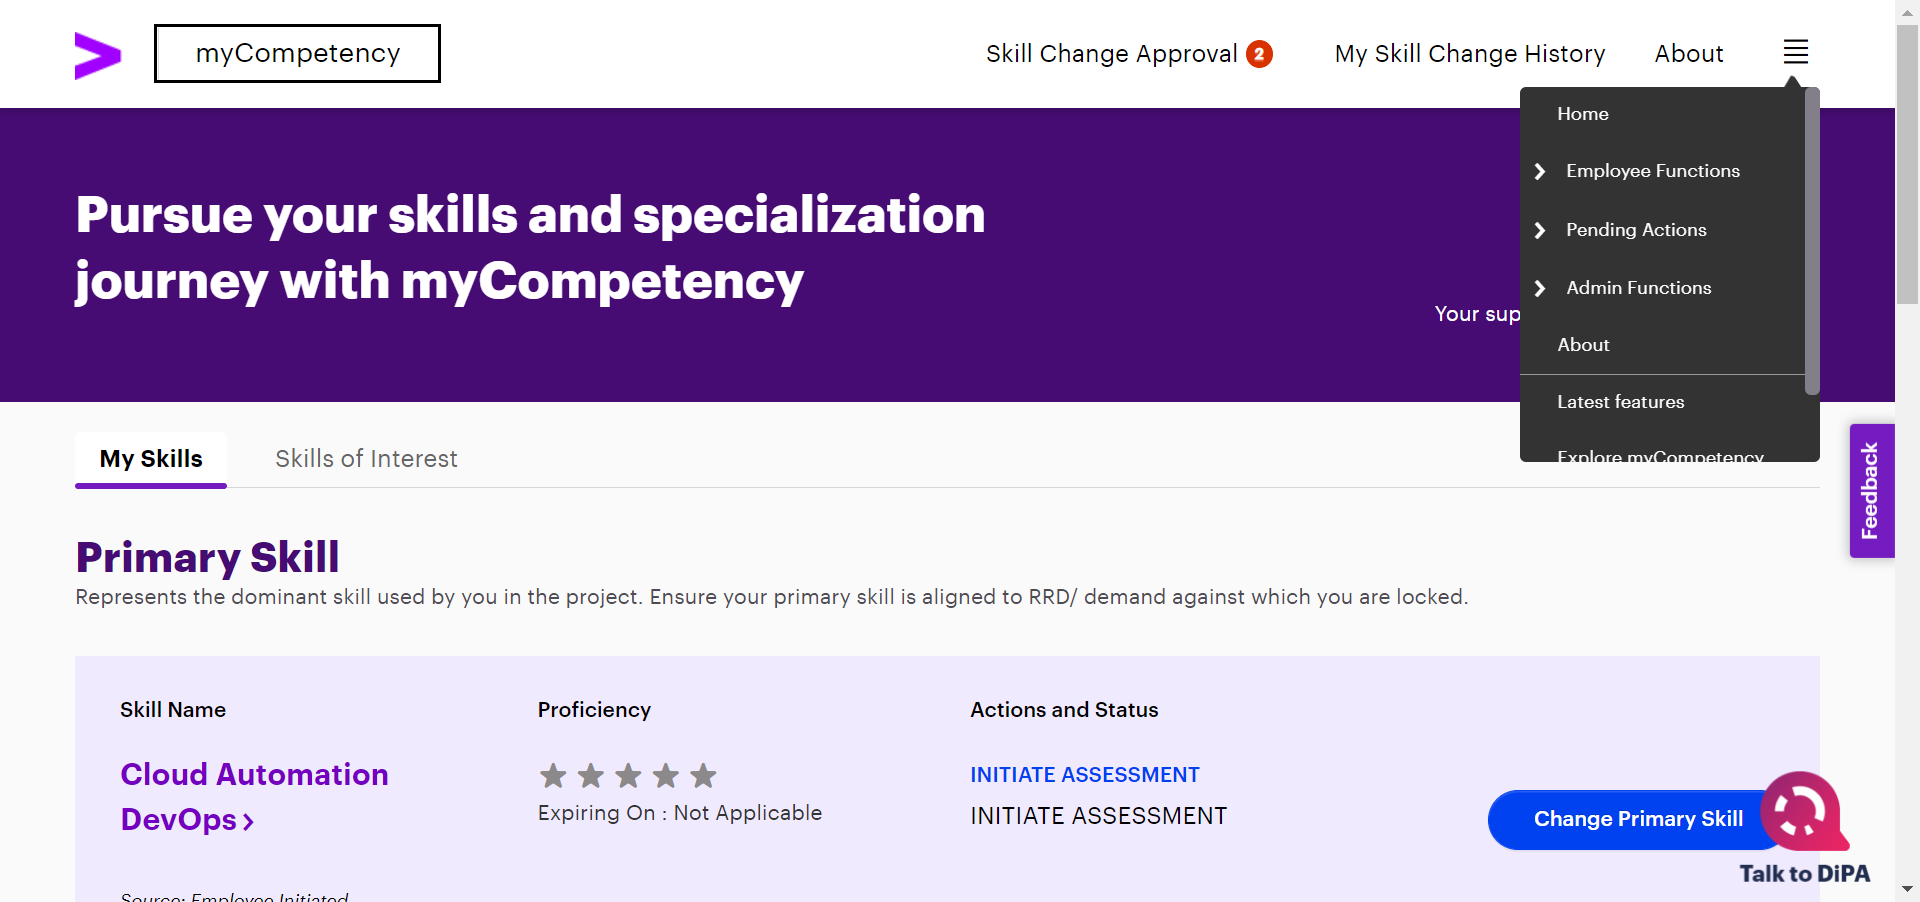 myCompetency
Skill Change Approval 2
My Skill Change History
About
Home
Employee Functions
Pending Actions
Admin Functions
About
Latest features
Explore myCompetency
Pursue your skills and specialization
journey with myCompetency
Your sup
My Skills
Skills of Interest
Feedback
Primary Skill
Represents the dominant skill used by you in the project. Ensure your primary skill is aligned to RRD/ demand against which you are locked.
Skill Name
Proficiency
Actions and Status
Cloud Automation
DevOps
Expiring On : Not Applicable
INITIATE ASSESSMENT
INITIATE ASSESSMENT
Change Primary Skill
Talk to DiPA
Source: Employee Initiated